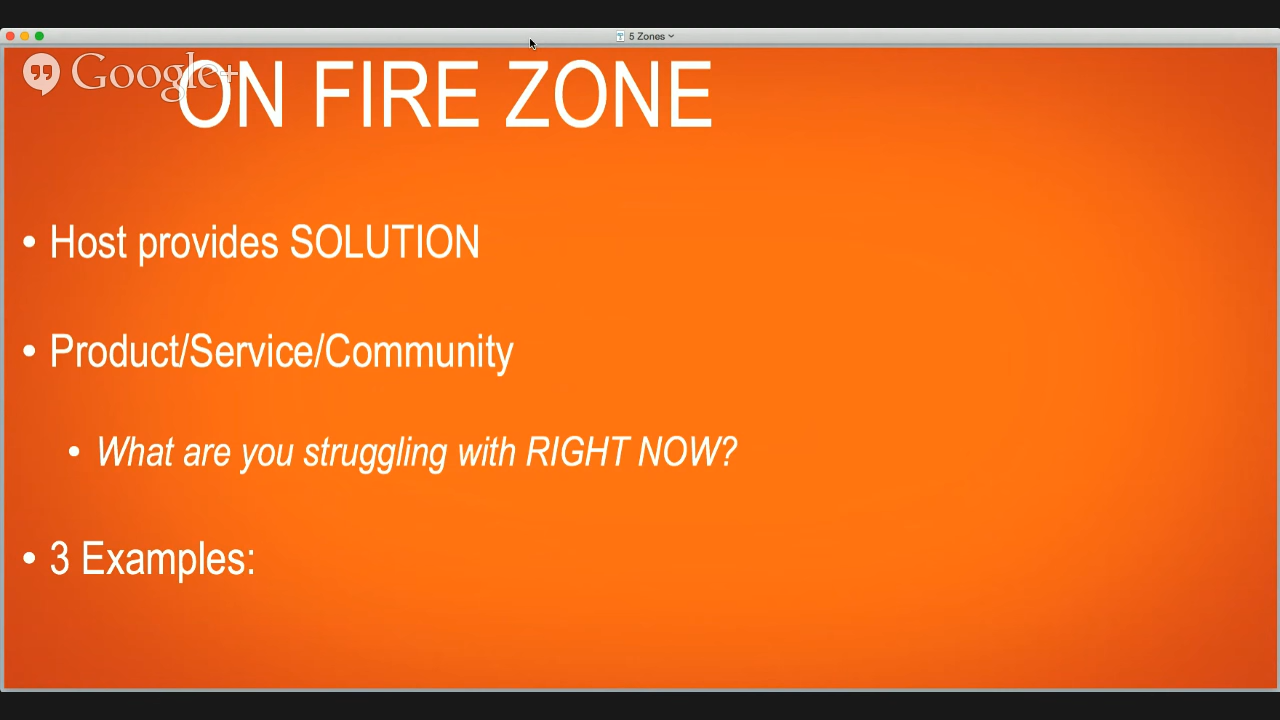 5 Zones
Google+
ON FIRE ZONE
• Host provides SOLUTION
• Product/Service/Community
• What are you struggling with RIGHT NOW?
• 3 Examples: